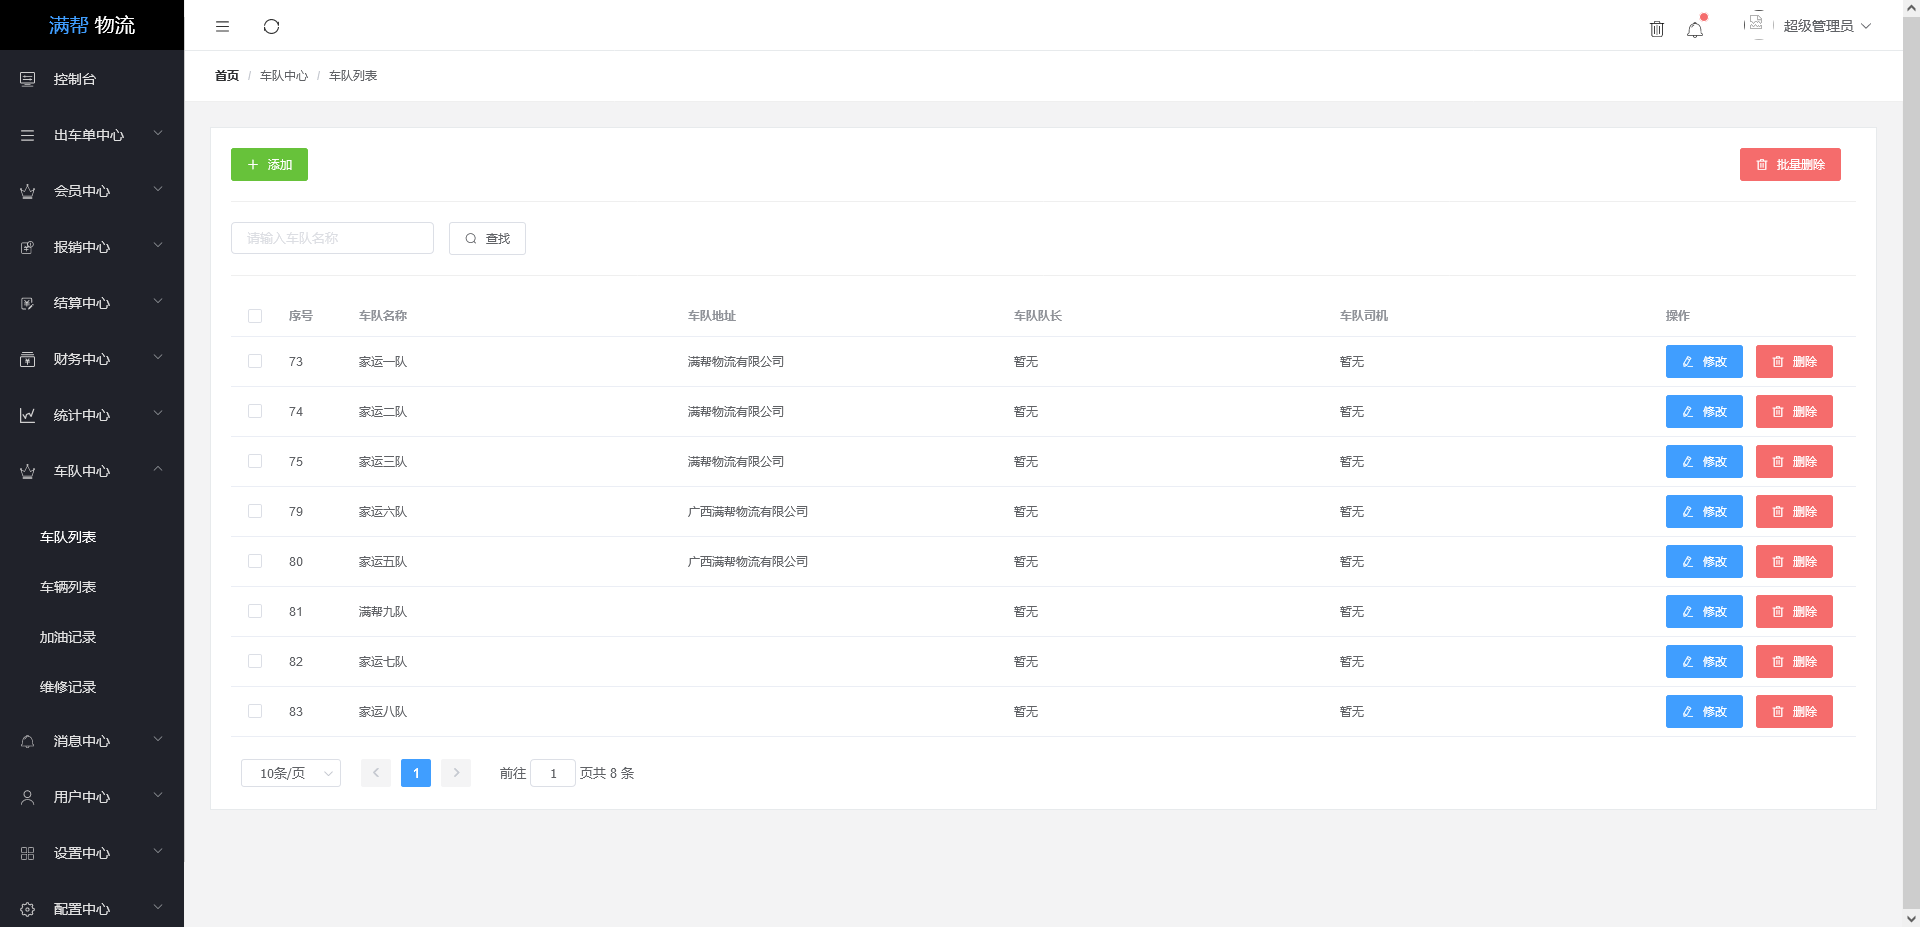 满帮 物流
超级管理员
控制台
出车单中心
会员中心
报销中心
结算中心
财务中心
统计中心
车队中心
车队列表
车辆列表
加油记录
维修记录
消息中心
用户中心
设置中心
配置中心
首页 / 车队中心 / 车队列表
添加 批量删除
请输入车队名称 查找
序号 车队名称 车队地址 车队队长 车队司机 操作
73 家运一队 满帮物流有限公司 暂无 暂无 修改 删除
74 家运二队 满帮物流有限公司 暂无 暂无 修改 删除
75 家运三队 满帮物流有限公司 暂无 暂无 修改 删除
79 家运六队 广西满帮物流有限公司 暂无 暂无 修改 删除
80 家运五队 广西满帮物流有限公司 暂无 暂无 修改 删除
81 满帮九队 暂无 暂无 修改 删除
82 家运七队 暂无 暂无 修改 删除
83 家运八队 暂无 暂无 修改 删除
10条/页 1 前往 1 页共 8 条